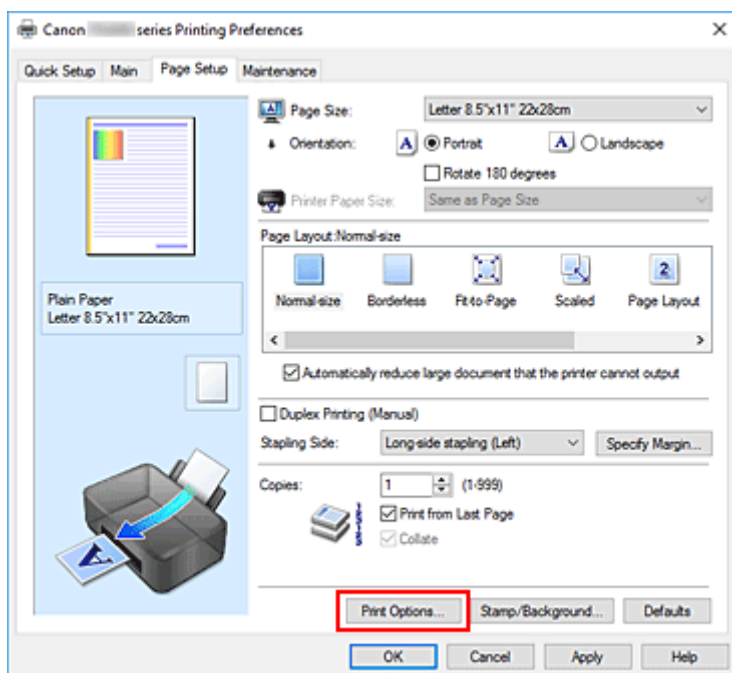 Canon series Printing Preferences
Quick Setup Main Page Setup Maintenance
Page Size: Letter 8.5"x11" 22x28cm
Orientation: A Portrait A Landscape
Rotate 180 degrees
Printer Paper Size: Same as Page Size
Page Layout:Normal-size
2
Normal-size Borderless Fit-to-Page Scaled Page Layout
Plain Paper
Letter 8.5"x11" 22x28cm
Automatically reduce large document that the printer cannot output
Duplex Printing (Manual)
Stapling Side: Long-side stapling (Left) Specify Margin...
Copies: 1 (1-999)
Print from Last Page
Collate
A
Print Options... Stamp/Background... Defaults
OK Cancel Apply Help